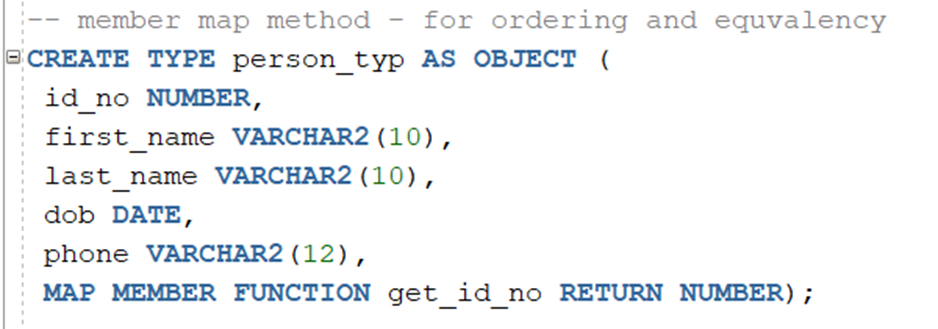 -- member map method - for ordering and equvalency
CREATE TYPE person_typ AS OBJECT (
id_no NUMBER,
first_name VARCHAR2(10),
last_name VARCHAR2(10),
dob DATE,
phone VARCHAR2(12),
MAP MEMBER FUNCTION get_id_no RETURN NUMBER);